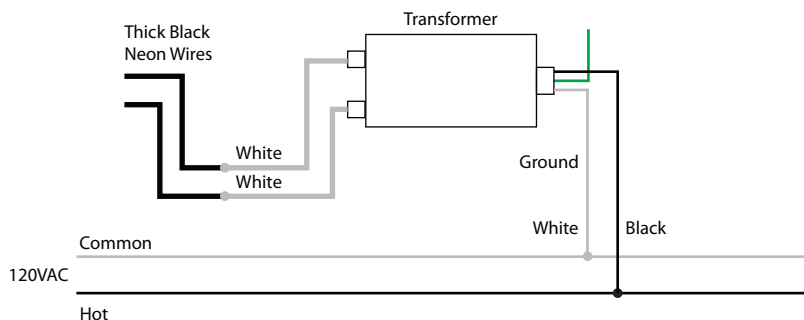 Transformer
Thick Black
Neon Wires
White
White
Ground
White
Black
Common
120VAC
Hot